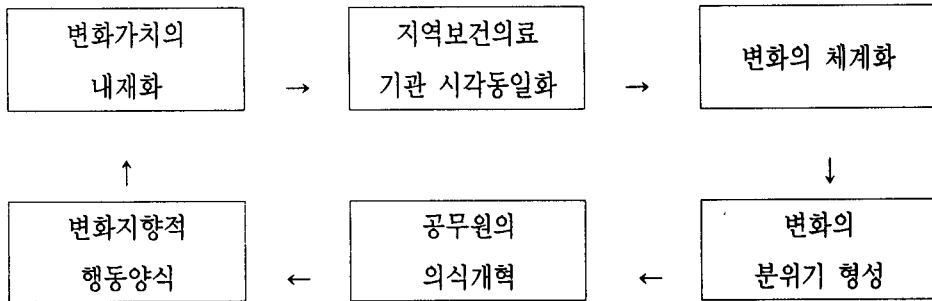 변화가치의
내재화
→
지역보건의료
기관 시각동일화
→
변화의 체계화
↑
↓
변화지향적
행동양식
←
공무원의
의식개혁
←
변화의
분위기 형성